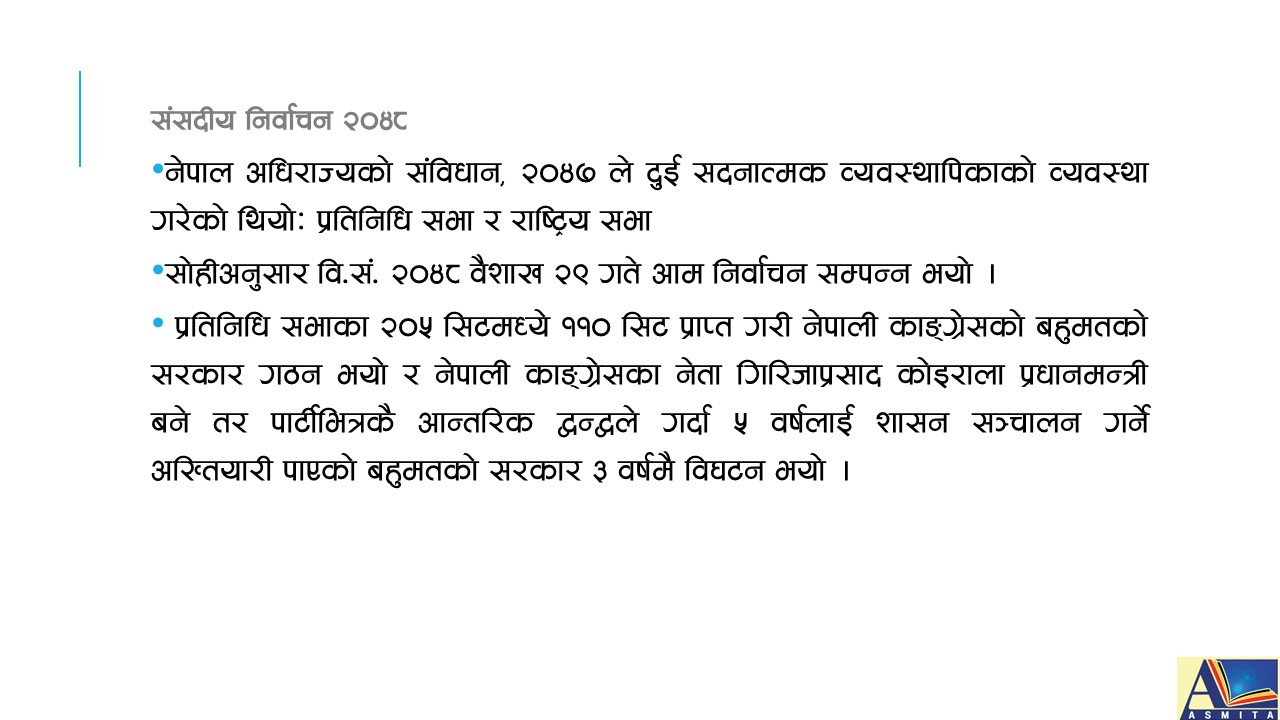 संसदीय निर्वाचन २०४८
•नेपाल अधिराज्यको संविधान, २०४७ ले दुई सदनात्मक व्यवस्थापिकाको व्यवस्था
गरेको थियोः प्रतिनिधि सभा र राष्ट्रिय सभा
•सोहीअनुसार वि.सं. २०४८ वैशाख २९ गते आम निर्वाचन सम्पन्न भयो ।
• प्रतिनिधि सभाका २०५ सिटमध्ये ११० सिट प्राप्त गरी नेपाली काङ्ग्रेसको बहुमतको
सरकार गठन भयो र नेपाली काङ्ग्रेसका नेता गिरिजाप्रसाद कोइराला प्रधानमन्त्री
बने तर पार्टीभित्रकै आन्तरिक द्वन्द्वले गर्दा ५ वर्षलाई शासन सञ्चालन गर्ने
अख्तियारी पाएको बहुमतको सरकार ३ वर्षमै विघटन भयो ।
ASMITA